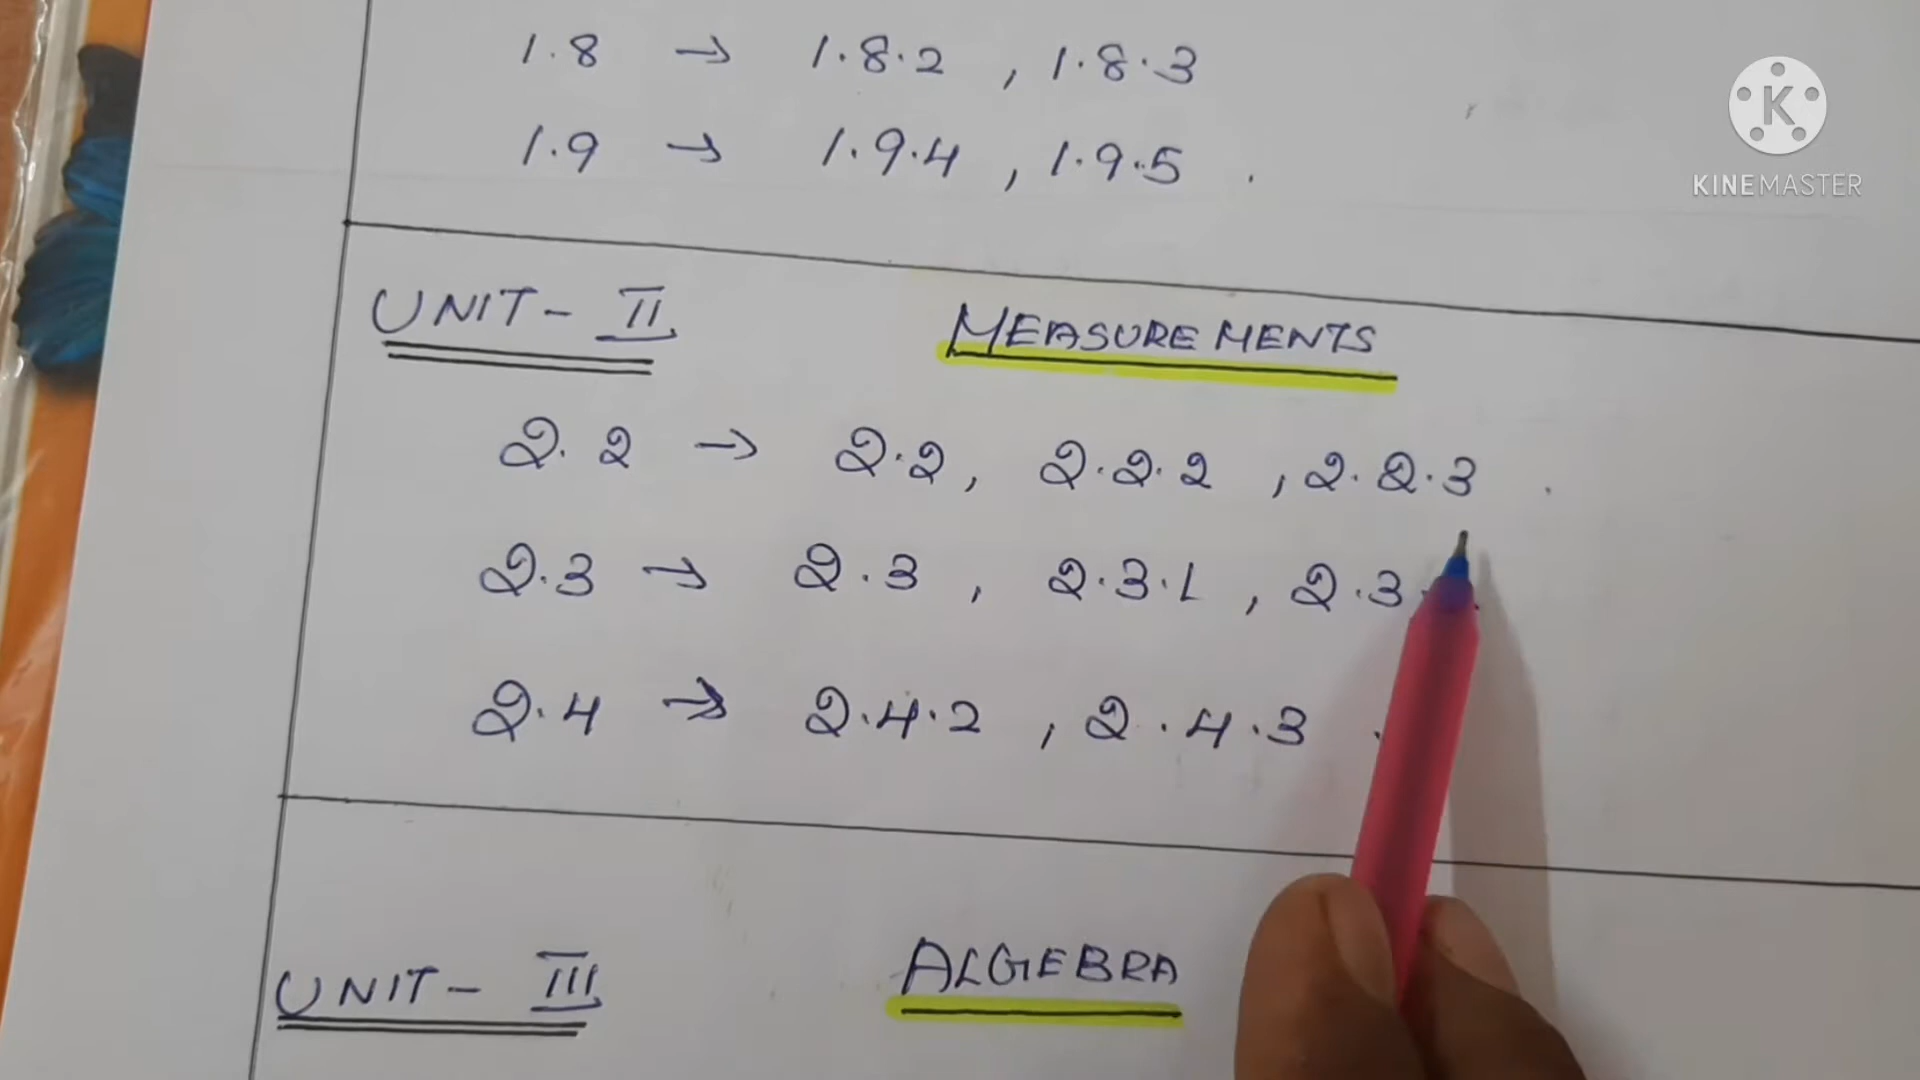 1.8 → 1.8.2 , 1.8.3
1.9 → 1.9.4 , 1.9.5 .
UNIT - II MEASUREMENTS
2.2 → 2.2, 2.2.2 , 2.2.3 .
2.3 → 2.3 , 2.3.1 , 2.3.
2.4 → 2.4.2 , 2.4.3 .
UNIT - III ALGEBRA
K
KINEMASTER